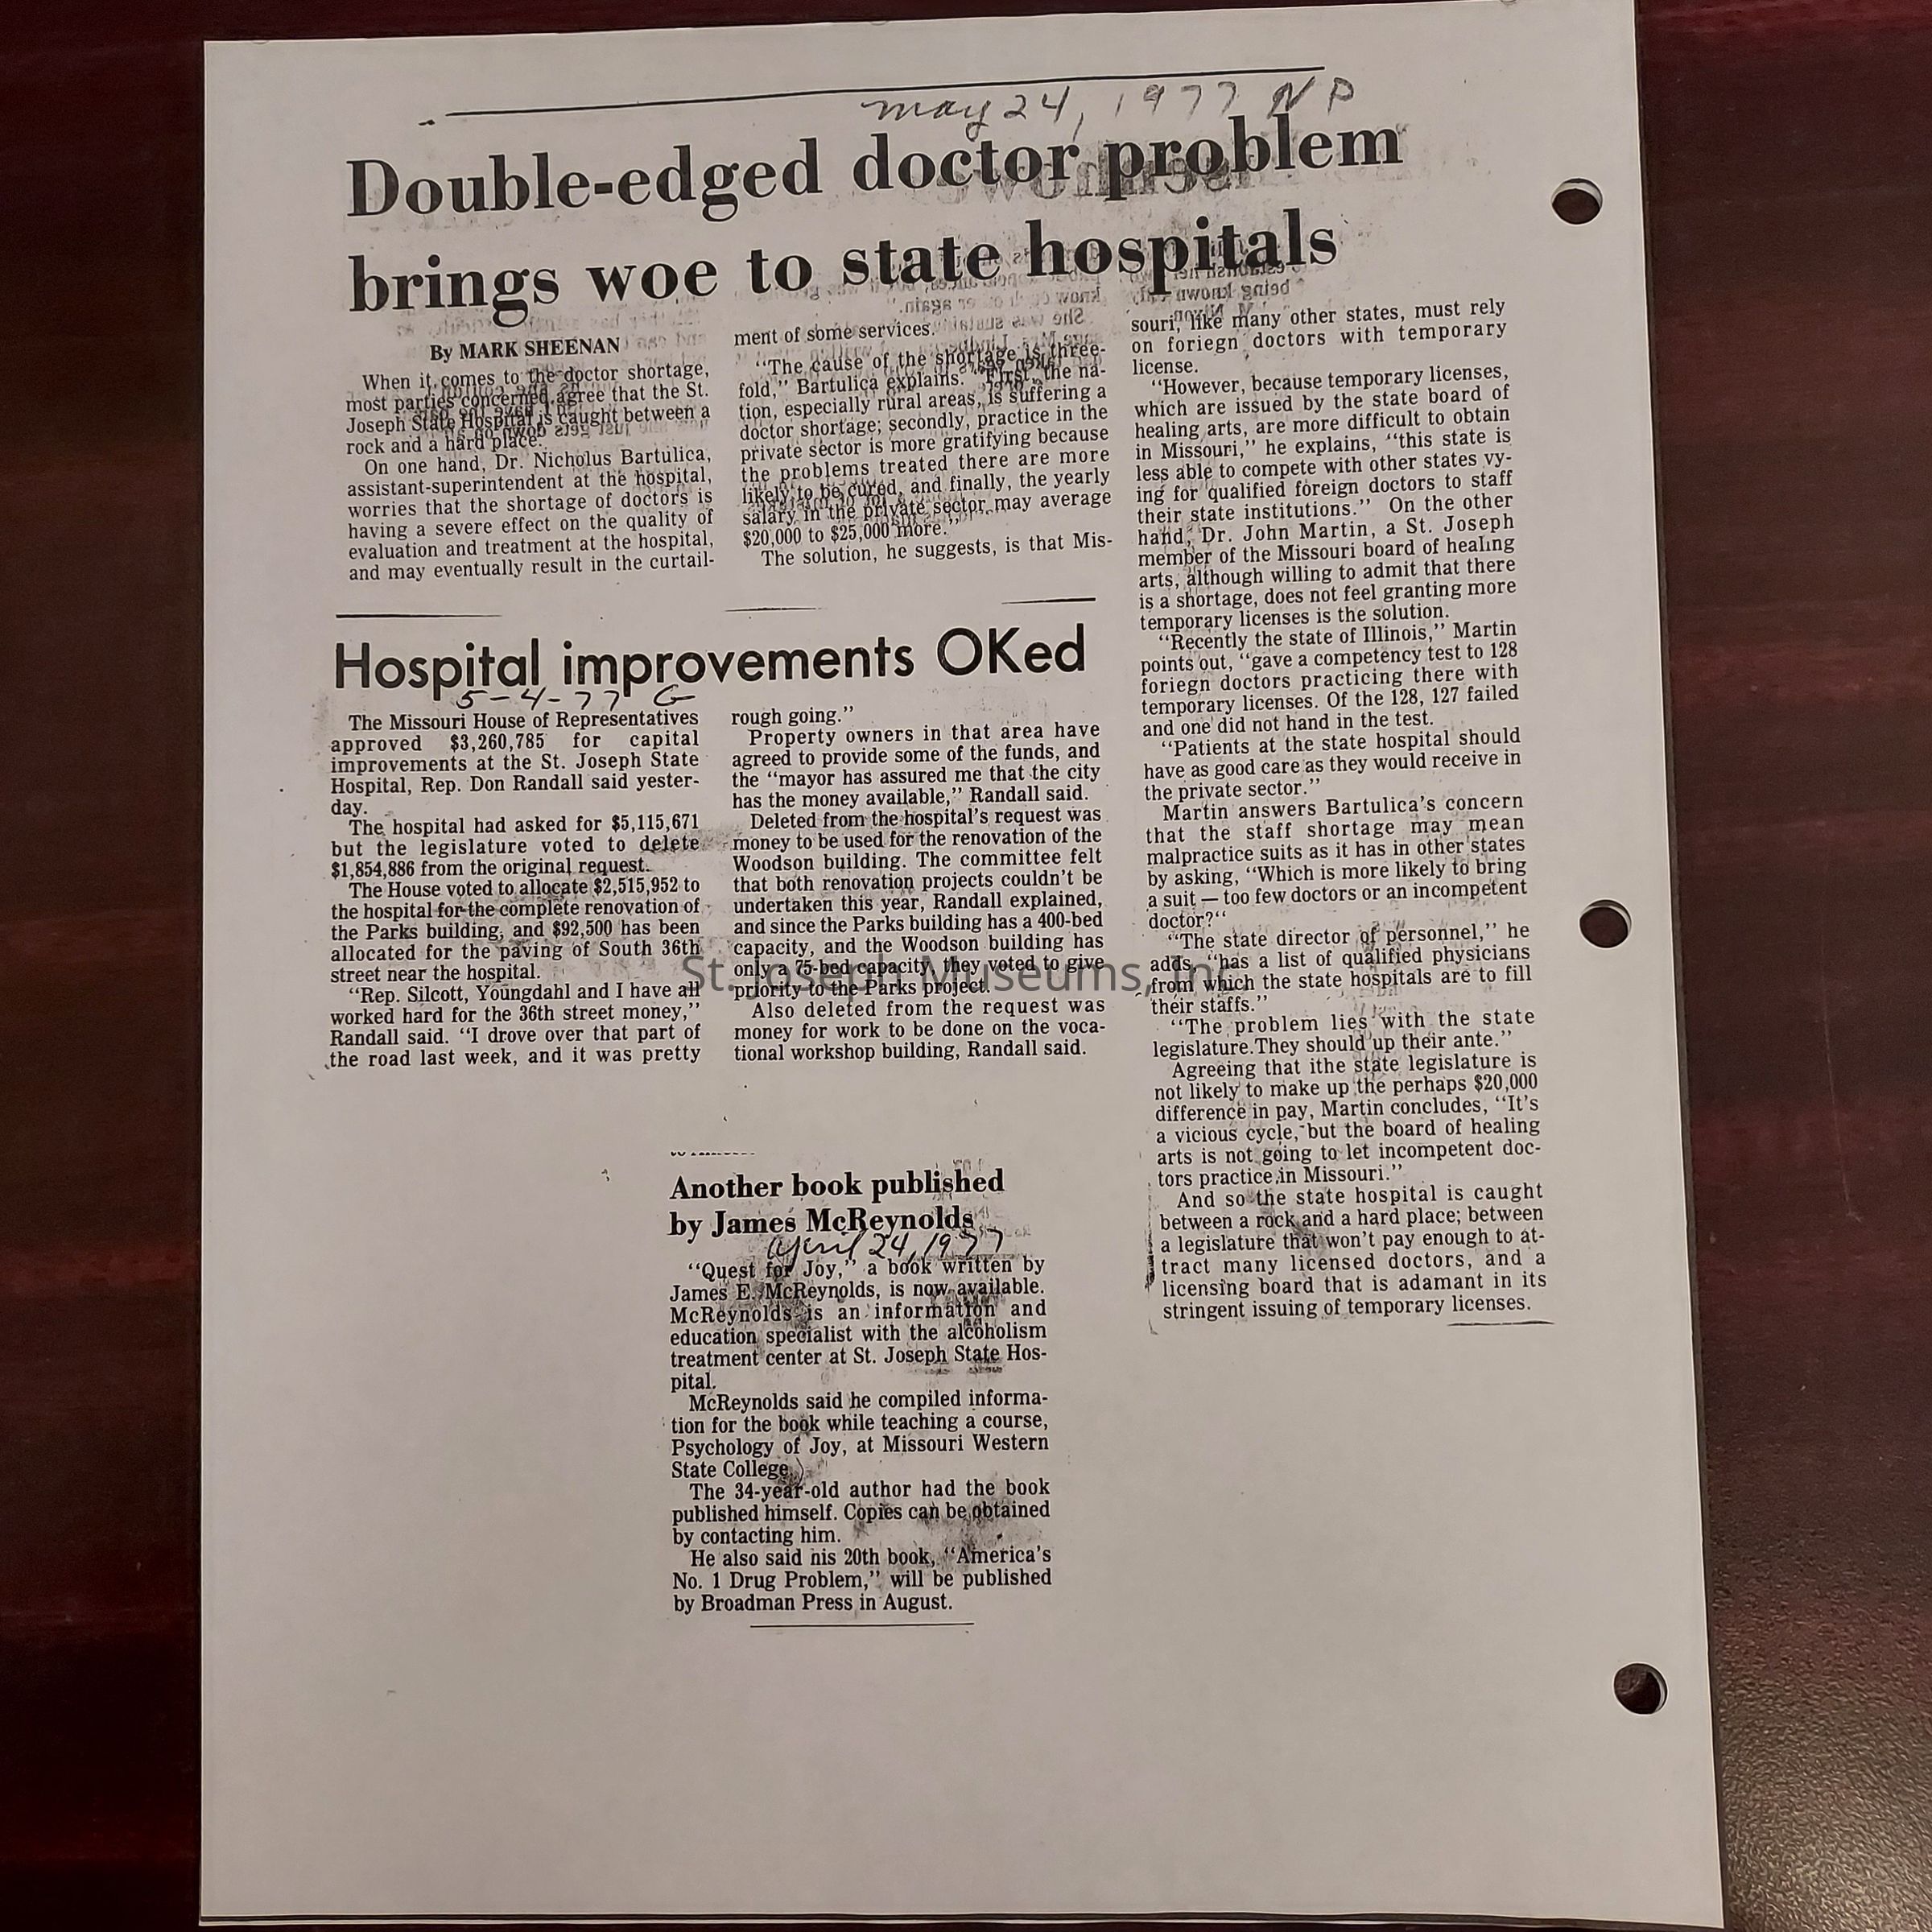 may 24, 1977 NP
Double-edged doctor problem
brings woe to state hospitals
By MARK SHEENAN
When it comes to the doctor shortage,
most parties concerned agree that the St.
Joseph State Hospital is caught between a
rock and a hard place.
On one hand, Dr. Nicholus Bartulica,
assistant-superintendent at the hospital,
worries that the shortage of doctors is
having a severe effect on the quality of
evaluation and treatment at the hospital,
and may eventually result in the curtail-
ment of some services.
“The cause of the shortage is three-
fold,” Bartulica explains. “First, the na-
tion, especially rural areas, is suffering a
doctor shortage; secondly, practice in the
private sector is more gratifying because
the problems treated there are more
likely to be cured, and finally, the yearly
salary in the private sector may average
$20,000 to $25,000 more.”
The solution, he suggests, is that Mis-
souri, like many other states, must rely
on foriegn doctors with temporary
license.
“However, because temporary licenses,
which are issued by the state board of
healing arts, are more difficult to obtain
in Missouri,” he explains, “this state is
less able to compete with other states vy-
ing for qualified foreign doctors to staff
their state institutions.” On the other
hand, Dr. John Martin, a St. Joseph
member of the Missouri board of healing
arts, although willing to admit that there
is a shortage, does not feel granting more
temporary licenses is the solution.
“Recently the state of Illinois,” Martin
points out, “gave a competency test to 128
foriegn doctors practicing there with
temporary licenses. Of the 128, 127 failed
and one did not hand in the test.
“Patients at the state hospital should
have as good care as they would receive in
the private sector.”
Martin answers Bartulica’s concern
that the staff shortage may mean
malpractice suits as it has in other states
by asking, “Which is more likely to bring
a suit — too few doctors or an incompetent
doctor?“
“The state director of personnel,” he
adds, “has a list of qualified physicians
from which the state hospitals are to fill
their staffs.”
“The problem lies with the state
legislature.They should up their ante.”
Agreeing that ithe state legislature is
not likely to make up the perhaps $20,000
difference in pay, Martin concludes, “It’s
a vicious cycle, but the board of healing
arts is not going to let incompetent doc-
tors practice in Missouri.”
And so the state hospital is caught
between a rock and a hard place; between
a legislature that won’t pay enough to at-
tract many licensed doctors, and a
licensing board that is adamant in its
stringent issuing of temporary licenses.
Hospital improvements OKed
5-4-77 G
The Missouri House of Representatives
approved $3,260,785 for capital
improvements at the St. Joseph State
Hospital, Rep. Don Randall said yester-
day.
The hospital had asked for $5,115,671
but the legislature voted to delete
$1,854,886 from the original request.
The House voted to allocate $2,515,952 to
the hospital for the complete renovation of
the Parks building, and $92,500 has been
allocated for the paving of South 36th
street near the hospital.
“Rep. Silcott, Youngdahl and I have all
worked hard for the 36th street money,”
Randall said. “I drove over that part of
the road last week, and it was pretty
rough going.”
Property owners in that area have
agreed to provide some of the funds, and
the “mayor has assured me that the city
has the money available,” Randall said.
Deleted from the hospital’s request was
money to be used for the renovation of the
Woodson building. The committee felt
that both renovation projects couldn’t be
undertaken this year, Randall explained,
and since the Parks building has a 400-bed
capacity, and the Woodson building has
only a 75-bed capacity, they voted to give
priority to the Parks project.
Also deleted from the request was
money for work to be done on the voca-
tional workshop building, Randall said.
St. Joseph Museums, Inc.
Another book published
by James McReynolds
April 24, 1977
“Quest for Joy,” a book written by
James E. McReynolds, is now available.
McReynolds is an information and
education specialist with the alcoholism
treatment center at St. Joseph State Hos-
pital.
McReynolds said he compiled informa-
tion for the book while teaching a course,
Psychology of Joy, at Missouri Western
State College.
The 34-year-old author had the book
published himself. Copies can be obtained
by contacting him.
He also said nis 20th book, “America’s
No. 1 Drug Problem,” will be published
by Broadman Press in August.